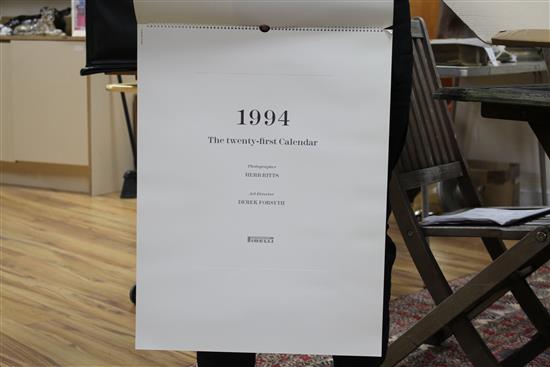 1994
The twenty-first Calendar
Photographer
HERB RITTS
Art Director
DEREK FORSYTH
PIRELLI